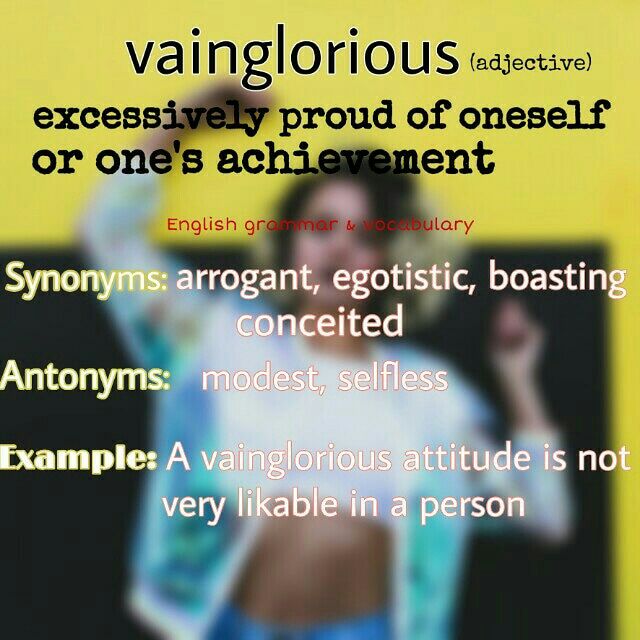 vainglorious (adjective)
excessively proud of oneself
or one's achievement
English grammar & vocabulary
Synonyms: arrogant, egotistic, boasting
conceited
Antonyms: modest, selfless
Example: A vainglorious attitude is not
very likable in a person